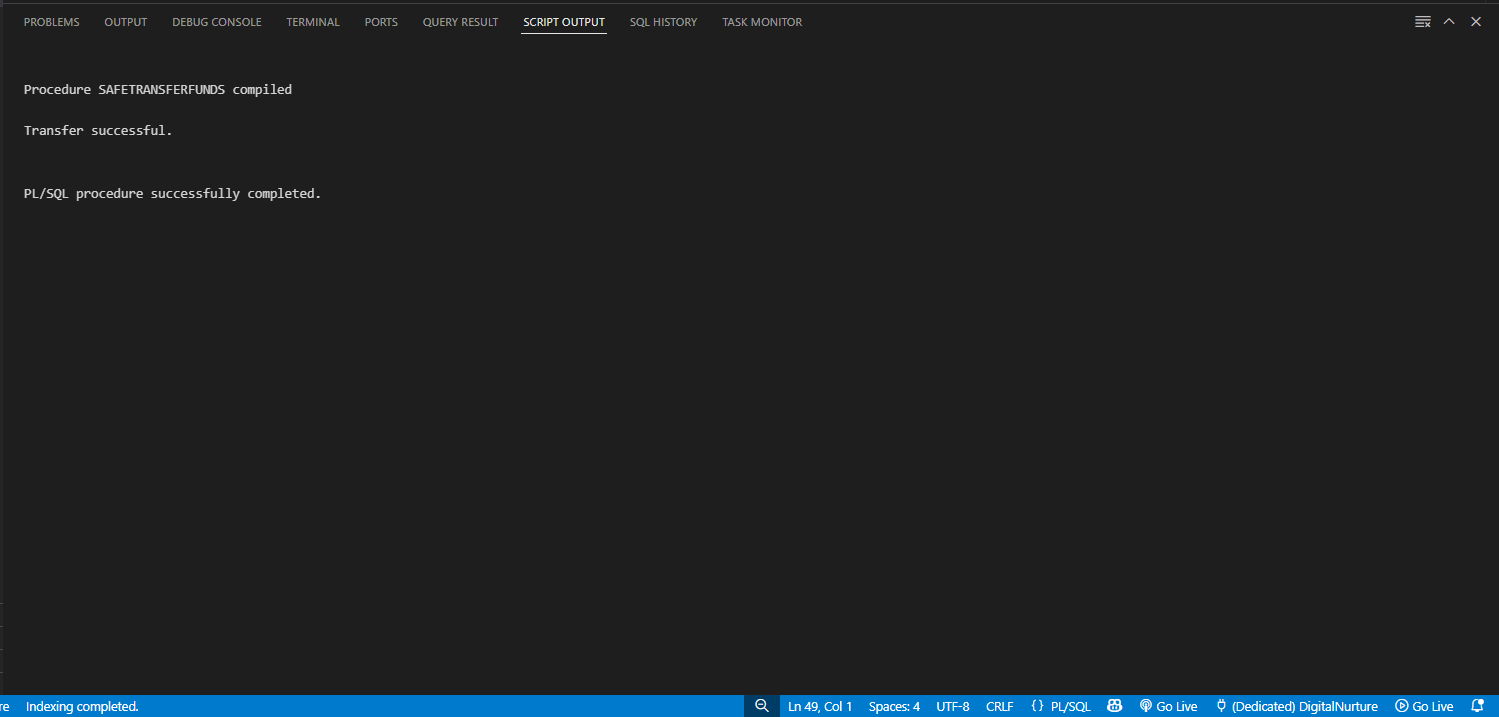 PROBLEMS OUTPUT DEBUG CONSOLE TERMINAL PORTS QUERY RESULT SCRIPT OUTPUT SQL HISTORY TASK MONITOR
Procedure SAFETRANSFERFUNDS compiled
Transfer successful.
PL/SQL procedure successfully completed.
re Indexing completed. Ln 49, Col 1 Spaces: 4 UTF-8 CRLF {} PL/SQL Go Live (Dedicated) DigitalNurture Go Live